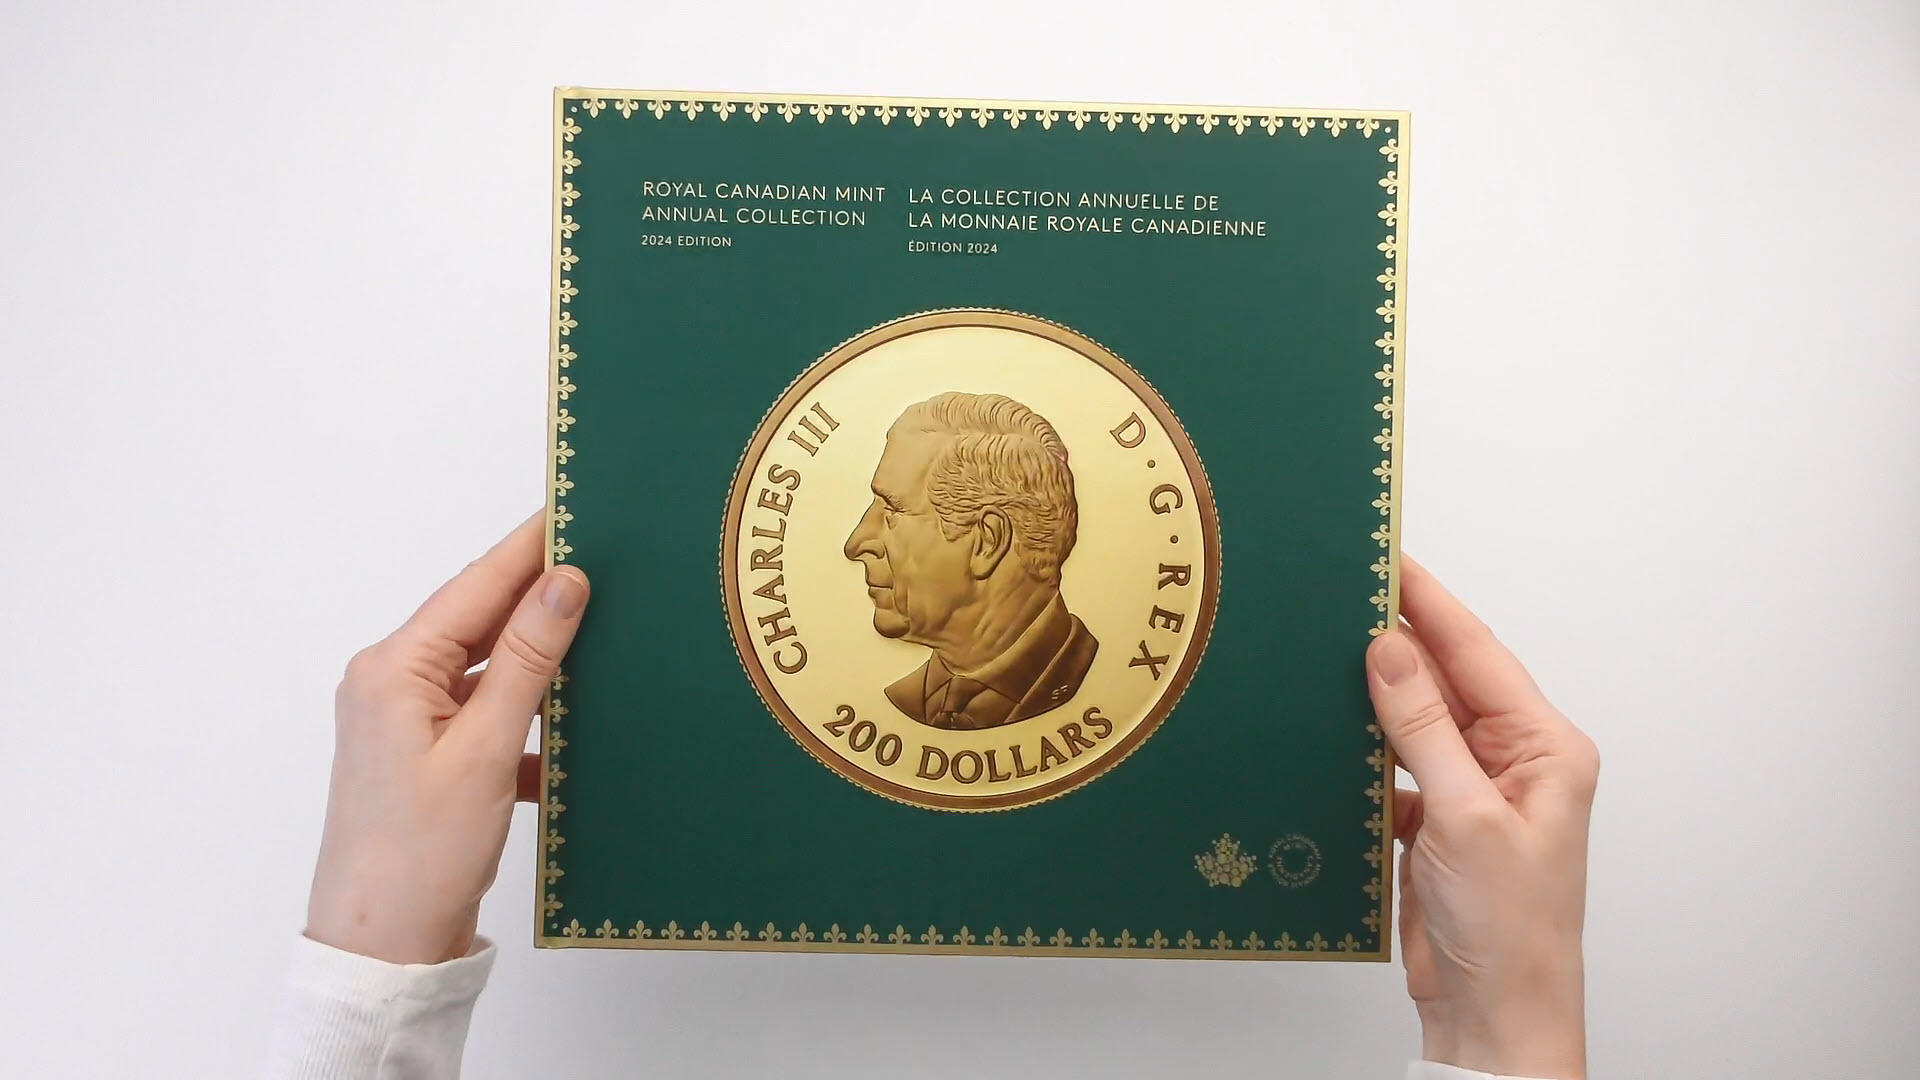 ROYAL CANADIAN MINT
ANNUAL COLLECTION
2024 EDITION
LA COLLECTION ANNUELLE DE
LA MONNAIE ROYALE CANADIENNE
ÉDITION 2024
CHARLES III
D·G·REX
200 DOLLARS